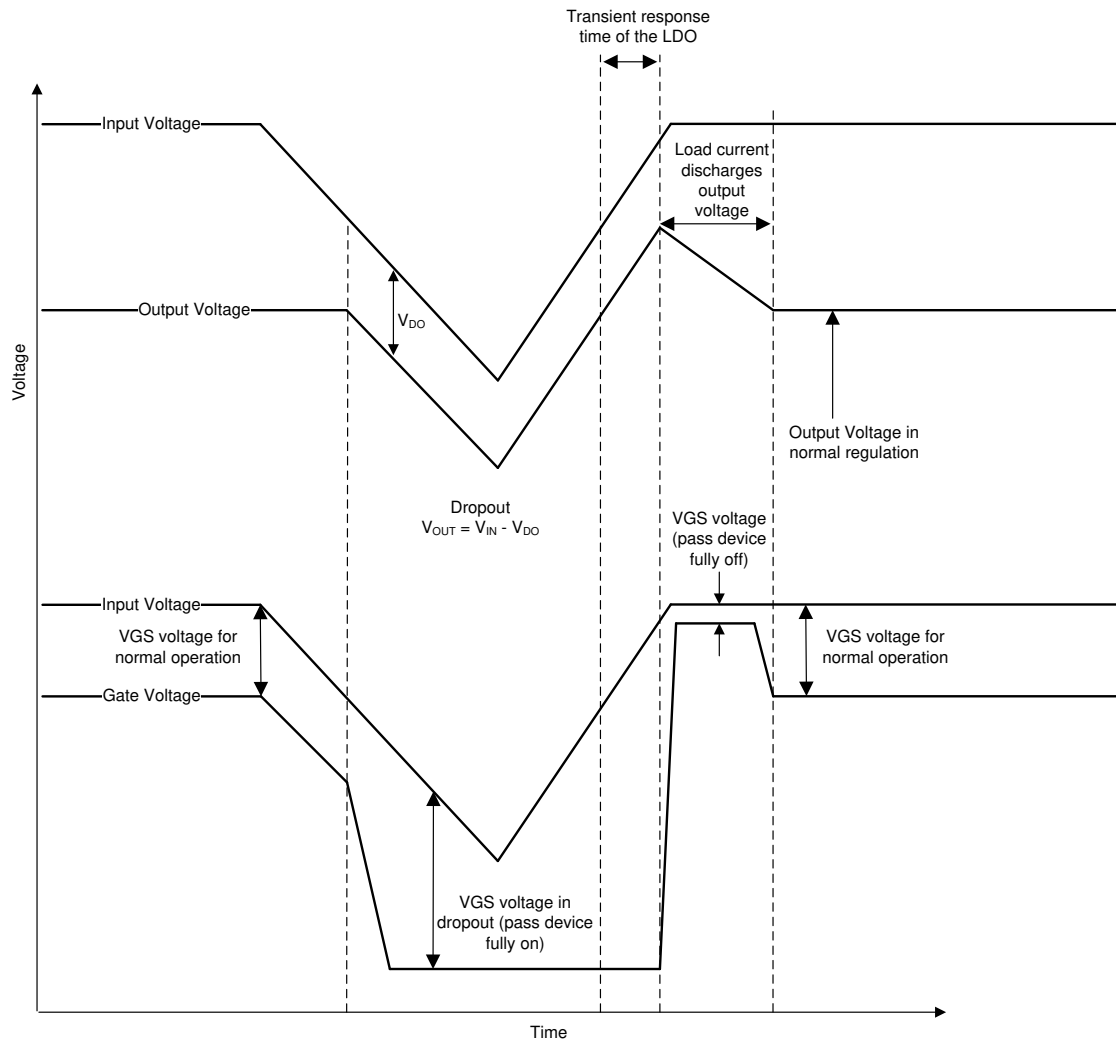 Transient response
time of the LDO
Input Voltage
Load current
discharges
output
voltage
Output Voltage
V_DO
Voltage
Output Voltage in
normal regulation
Dropout
V_OUT = V_IN - V_DO
VGS voltage
(pass device
fully off)
Input Voltage
VGS voltage for
normal operation
VGS voltage for
normal operation
Gate Voltage
VGS voltage in
dropout (pass device
fully on)
Time